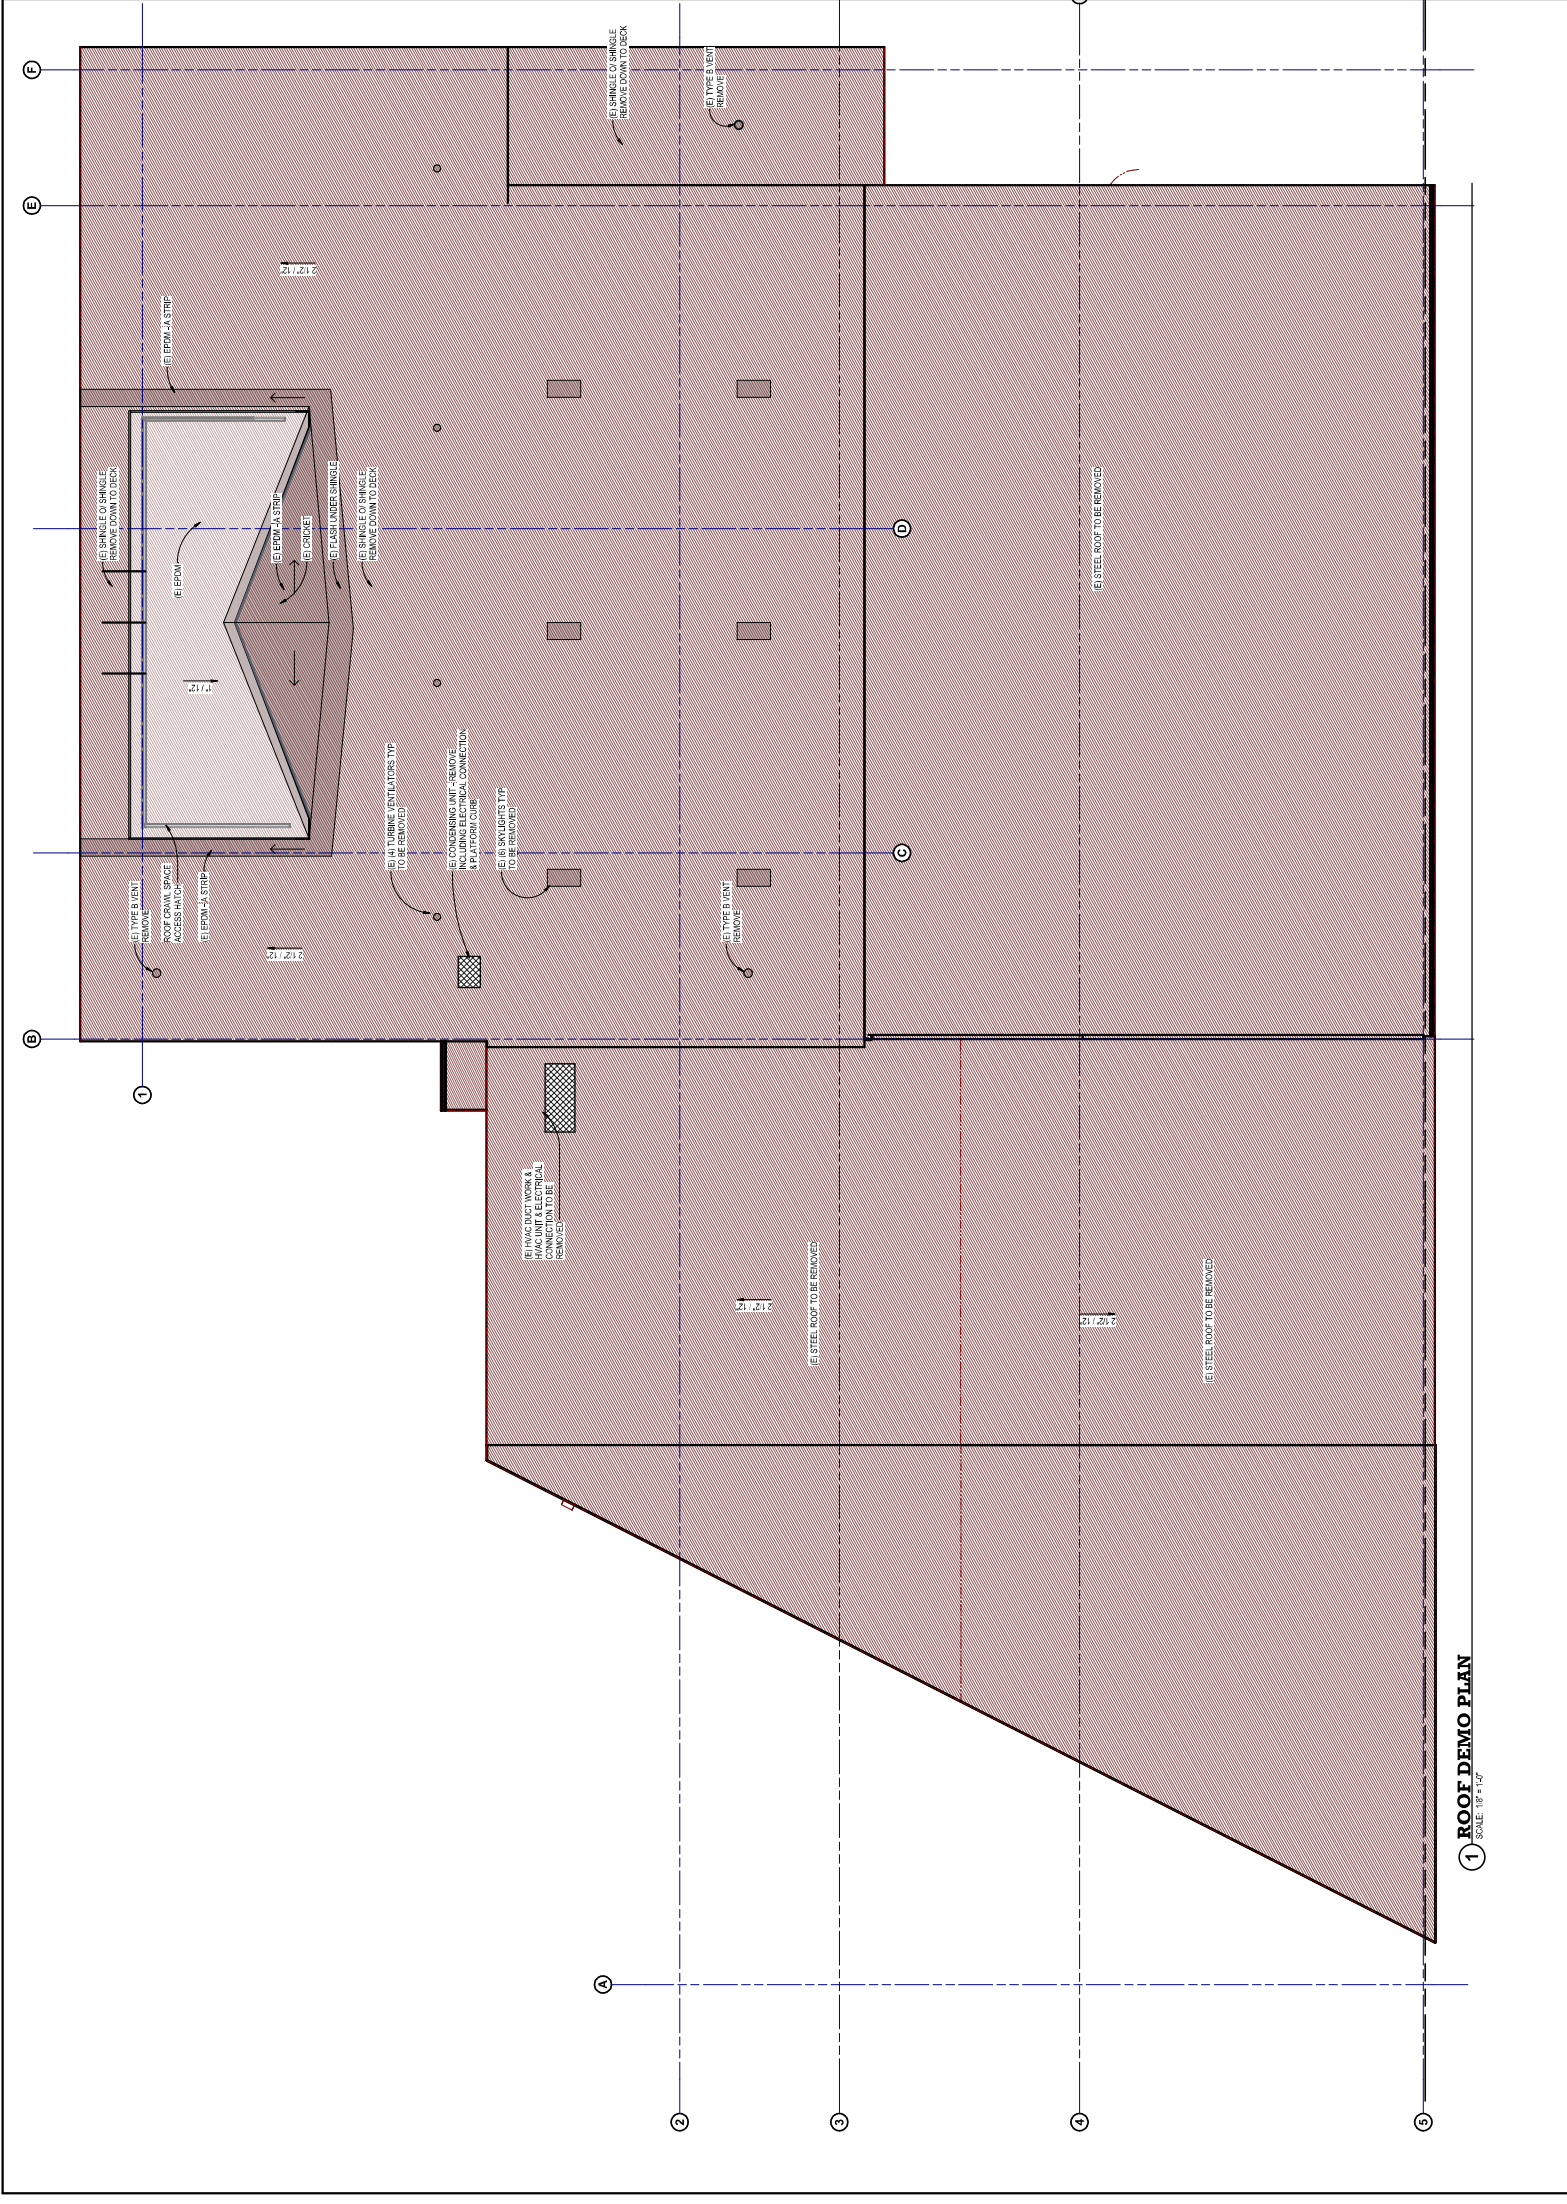 F
E
D
C
B
A
1
2
3
4
5
(E) SHINGLE O/ SHINGLE
REMOVE DOWN TO DECK
(E) TYPE B VENT
REMOVE
(E) EPDM -A STRIP
2 1/2" / 12"
(E) SHINGLE O/ SHINGLE
REMOVE DOWN TO DECK
(E) EPDM
(E) EPDM -A STRIP
(E) CRICKET
(E) FLASH UNDER SHINGLE
(E) SHINGLE O/ SHINGLE
REMOVE DOWN TO DECK
1" / 12"
(E) STEEL ROOF TO BE REMOVED
(E) TYPE B VENT
REMOVE
ROOF CRAWL SPACE
ACCESS HATCH
(E) EPDM -A STRIP
2 1/2" / 12"
(E) (4) TURBINE VENTILATORS TYP
TO BE REMOVED
(E) CONDENSING UNIT -REMOVE
INCLUDING ELECTRICAL CONNECTION
& PLATFORM CURB
(E) (6) SKYLIGHTS TYP
TO BE REMOVED
(E) TYPE B VENT
REMOVE
(E) HVAC DUCT WORK &
HVAC UNIT & ELECTRICAL
CONNECTION TO BE
REMOVED
2 1/2" / 12"
(E) STEEL ROOF TO BE REMOVED
2 1/2" / 12"
(E) STEEL ROOF TO BE REMOVED
1
ROOF DEMO PLAN
SCALE: 1/8" = 1'-0"